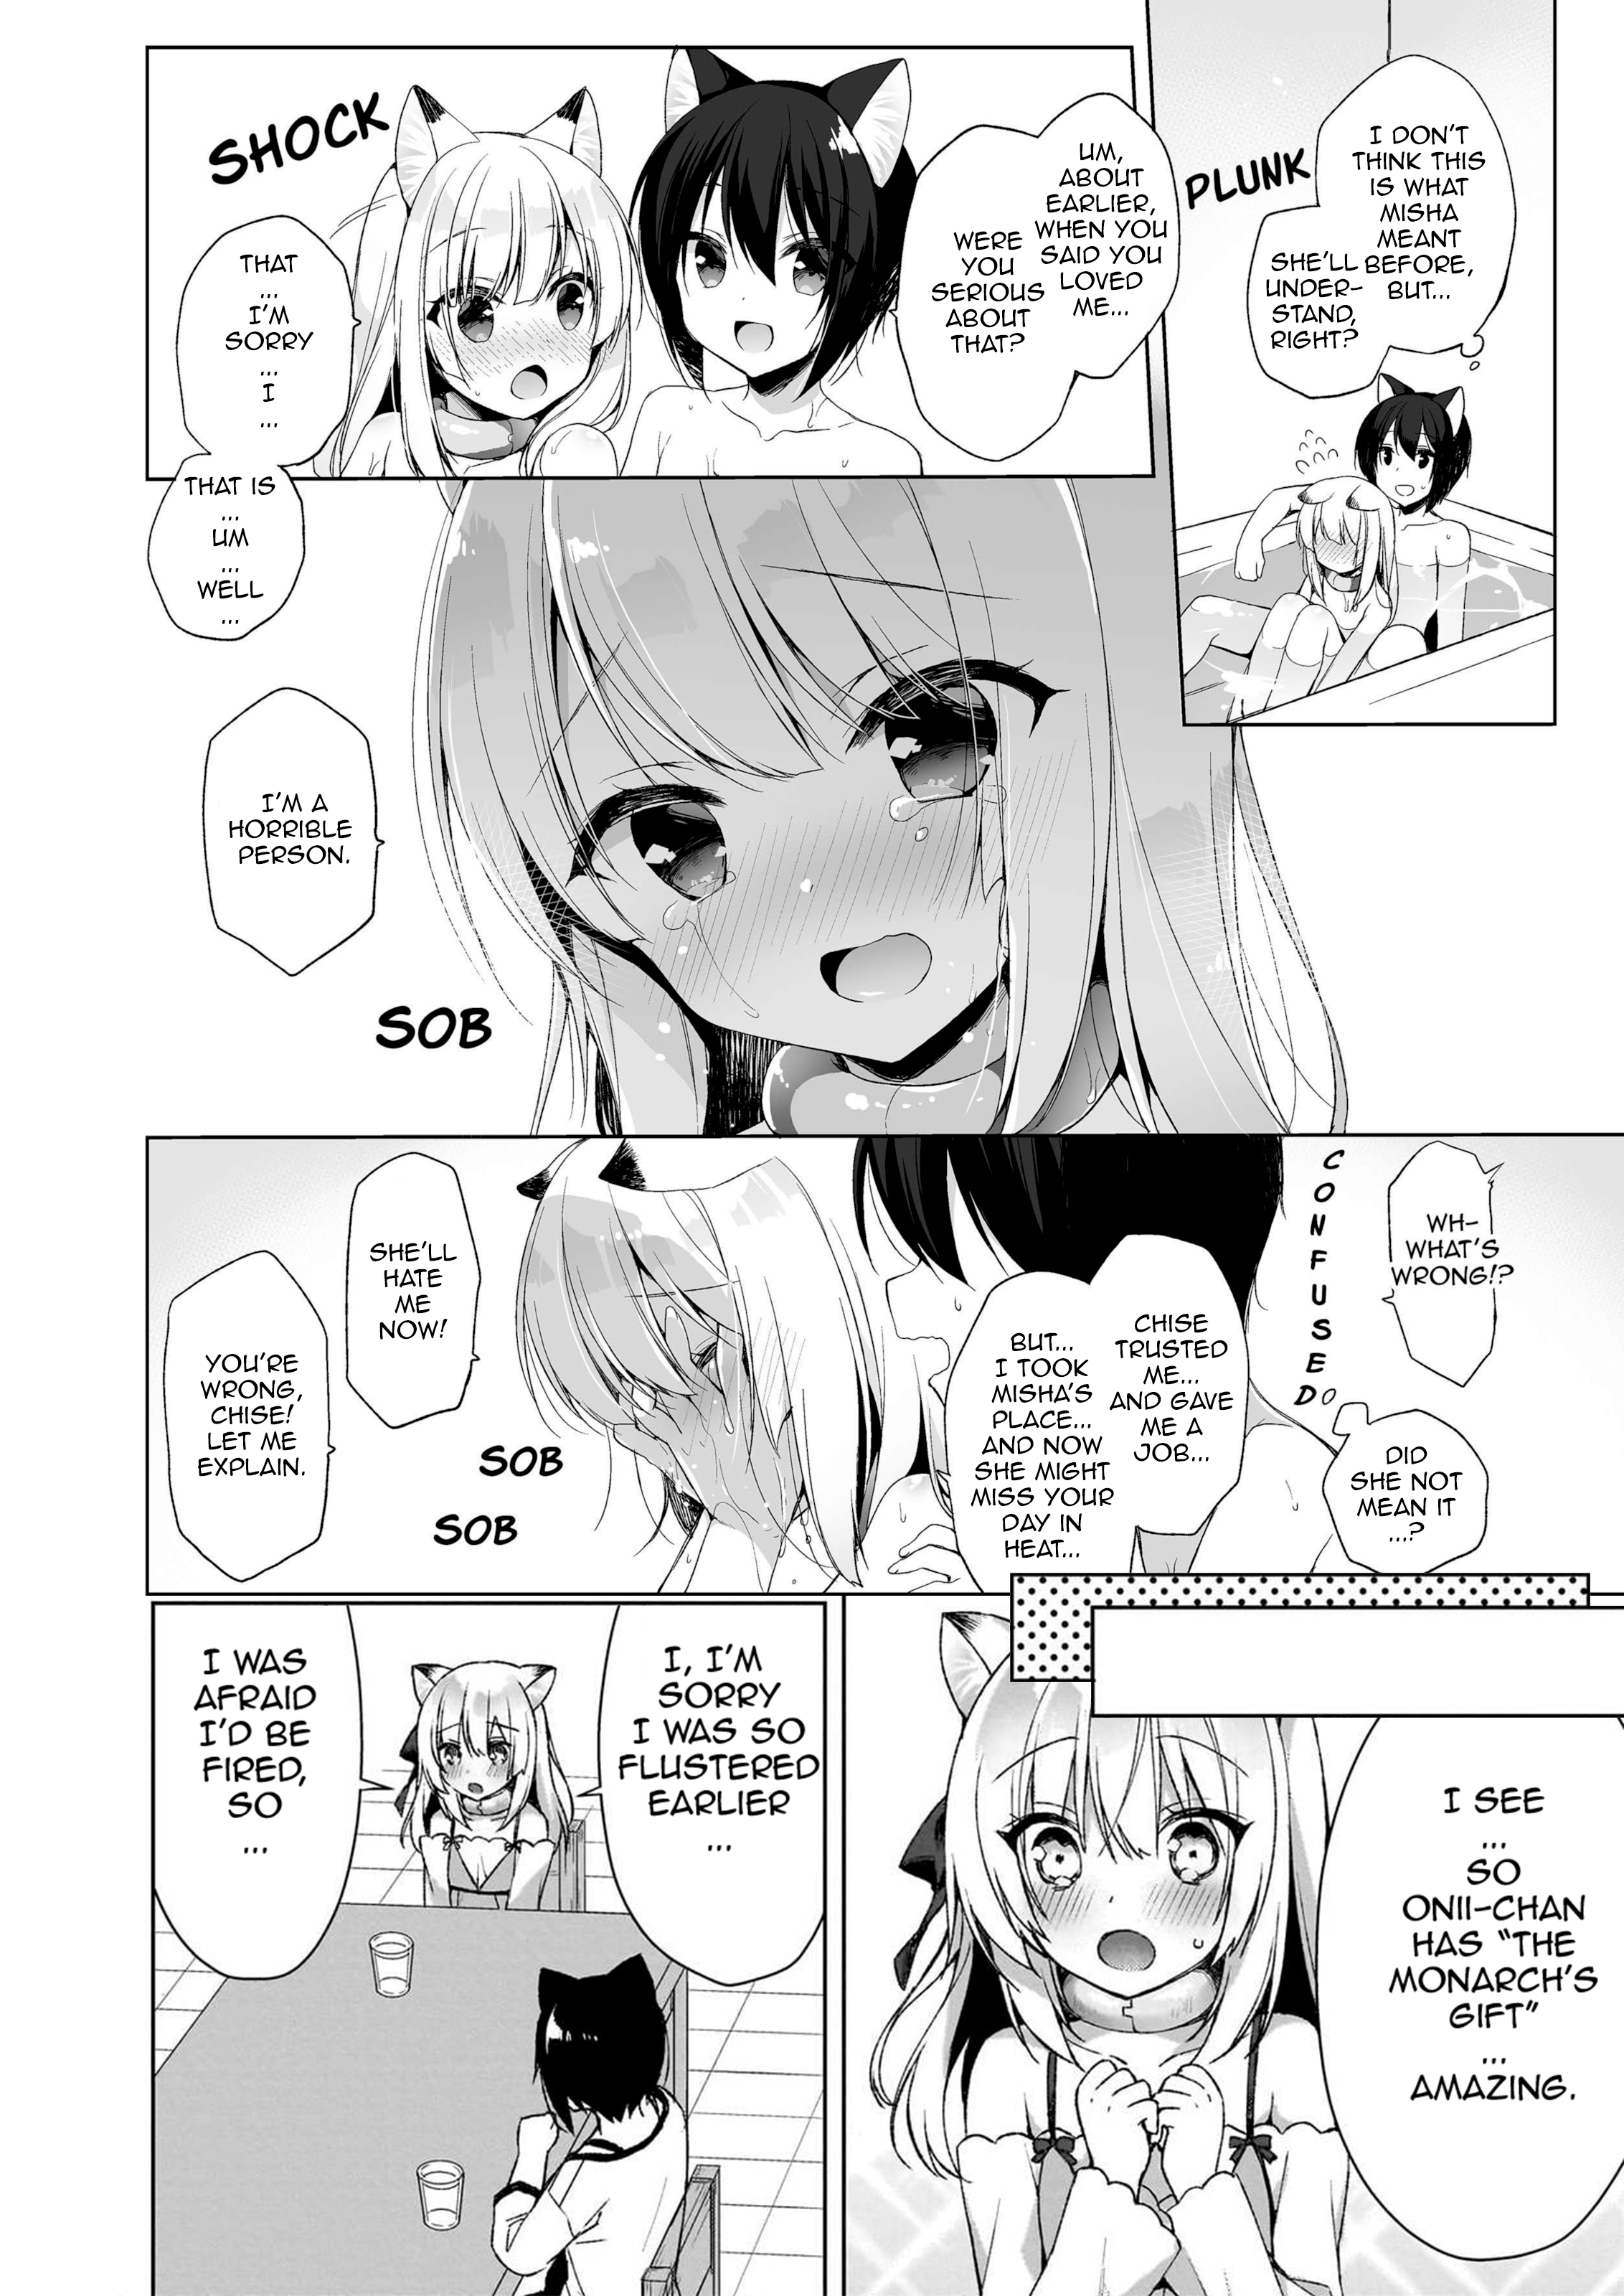 I DON'T
THINK THIS
IS WHAT
MISHA
MEANT
BEFORE,
BUT...
SHE'LL
UNDER-
STAND,
RIGHT?
PLUNK
UM,
ABOUT
EARLIER,
WHEN YOU
SAID YOU
LOVED
ME...
WERE
YOU
SERIOUS
ABOUT
THAT?
SHOCK
THAT
...
I'M
SORRY
...
I
...
THAT IS
...
UM
...
WELL
...
I'M A
HORRIBLE
PERSON.
SOB
WH-
WHAT'S
WRONG!?
CONFUSED
DID
SHE NOT
MEAN IT
...?
CHISE
TRUSTED
ME...
AND GAVE
ME A
JOB...
BUT...
I TOOK
MISHA'S
PLACE...
AND NOW
SHE MIGHT
MISS YOUR
DAY IN
HEAT...
SHE'LL
HATE
ME
NOW!
SOB
SOB
YOU'RE
WRONG,
CHISE!
LET ME
EXPLAIN.
I SEE
...
SO
ONII-CHAN
HAS "THE
MONARCH'S
GIFT"
...
AMAZING.
I, I'M
SORRY
I WAS SO
FLUSTERED
EARLIER
...
I WAS
AFRAID
I'D BE
FIRED,
SO
...